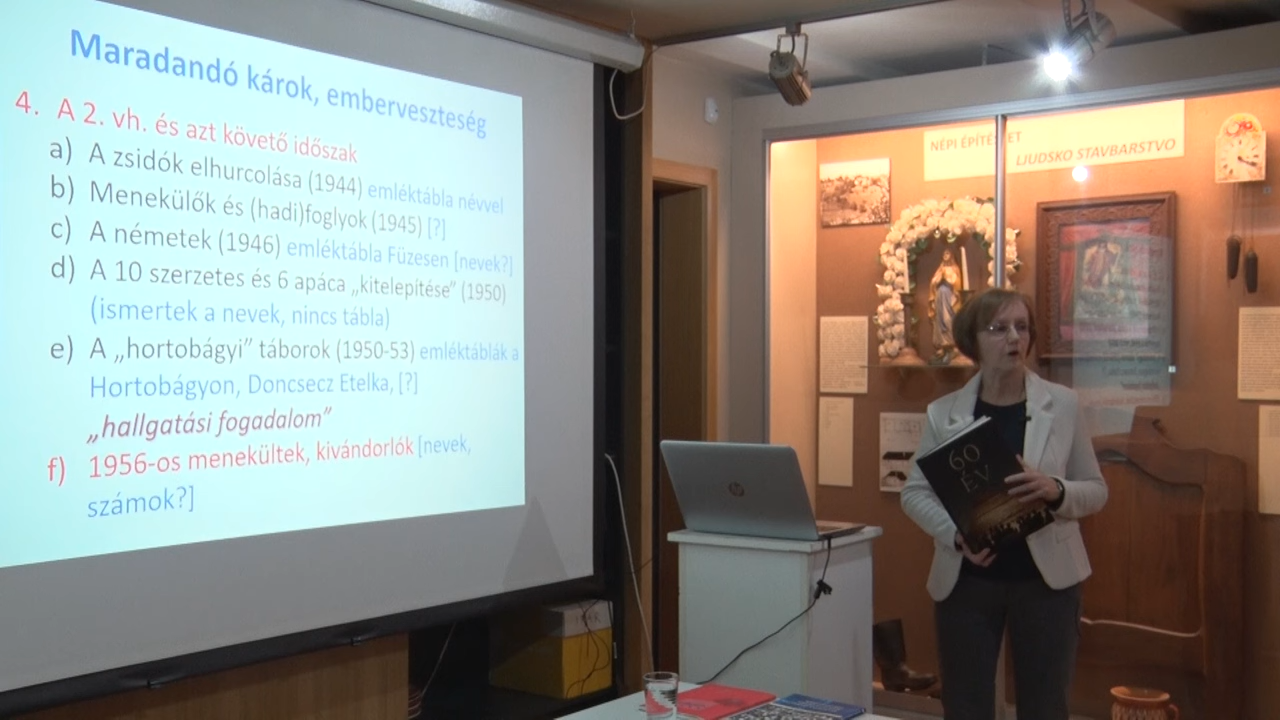 Maradandó károk, emberveszteség
4. A 2. vh. és azt követő időszak
a) A zsidók elhurcolása (1944) emléktábla névvel
b) Menekülők és (hadi)foglyok (1945) [?]
c) A németek (1946) emléktábla Füzesen [nevek?]
d) A 10 szerzetes és 6 apáca „kitelepítése” (1950)
(ismertek a nevek, nincs tábla)
e) A „hortobágyi” táborok (1950-53) emléktáblák a
Hortobágyon, Doncsecz Etelka, [?]
„hallgatási fogadalom”
f) 1956-os menekültek, kivándorlók [nevek,
számok?]
NÉPI ÉPÍTÉSZET
LJUDSKO STAVBARSTVO
60
ÉV
hp